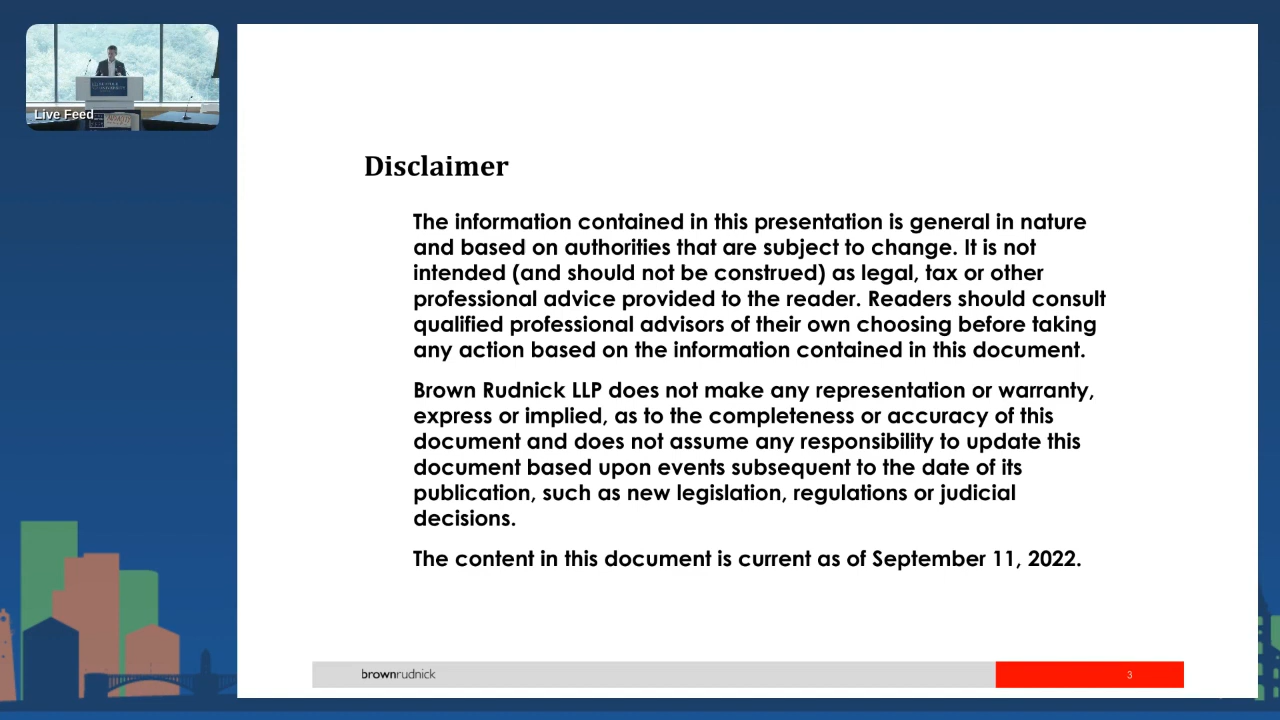 Live Feed
Disclaimer
The information contained in this presentation is general in nature
and based on authorities that are subject to change. It is not
intended (and should not be construed) as legal, tax or other
professional advice provided to the reader. Readers should consult
qualified professional advisors of their own choosing before taking
any action based on the information contained in this document.
Brown Rudnick LLP does not make any representation or warranty,
express or implied, as to the completeness or accuracy of this
document and does not assume any responsibility to update this
document based upon events subsequent to the date of its
publication, such as new legislation, regulations or judicial
decisions.
The content in this document is current as of September 11, 2022.
brownrudnick
3